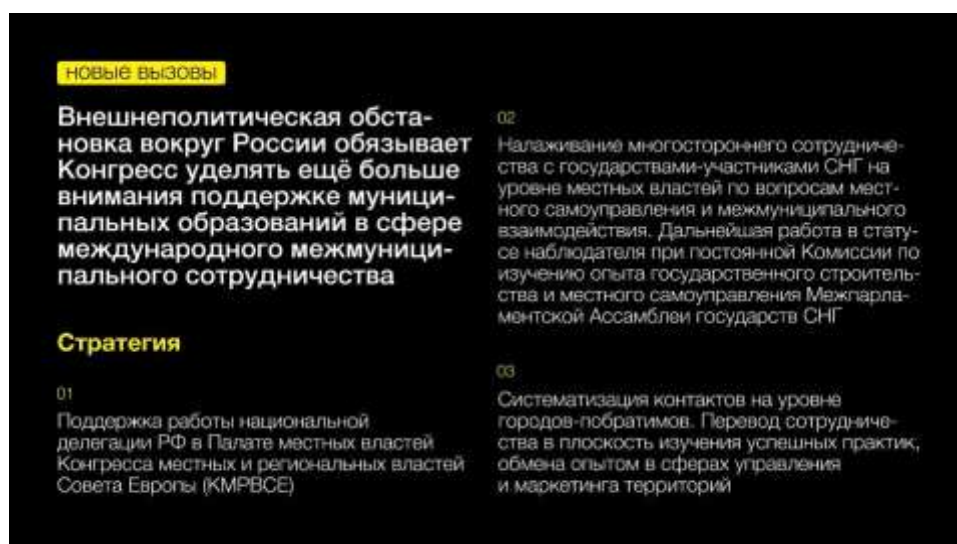 новые вызовы
Внешнеполитическая обста-
новка вокруг России обязывает
Конгресс уделять ещё больше
внимания поддержке муници-
пальных образований в сфере
международного межмуници-
пального сотрудничества
Стратегия
01
Поддержка работы национальной
делегации РФ в Палате местных властей
Конгресса местных и региональных властей
Совета Европы (КМРВСЕ)
02
Налаживание многостороннего сотрудниче-
ства с государствами-участниками СНГ на
уровне местных властей по вопросам мест-
ного самоуправления и межмуниципального
взаимодействия. Дальнейшая работа в стату-
се наблюдателя при постоянной Комиссии по
изучению опыта государственного строитель-
ства и местного самоуправления Межпарла-
ментской Ассамблеи государств СНГ
03
Систематизация контактов на уровне
городов-побратимов. Перевод сотрудниче-
ства в плоскость изучения успешных практик,
обмена опытом в сферах управления
и маркетинга территорий